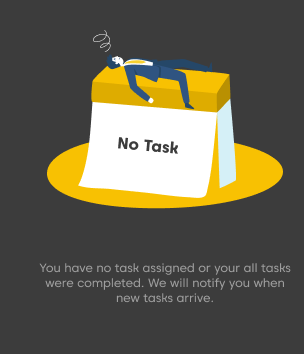 No Task
You have no task assigned or your all tasks
were completed. We will notify you when
new tasks arrive.